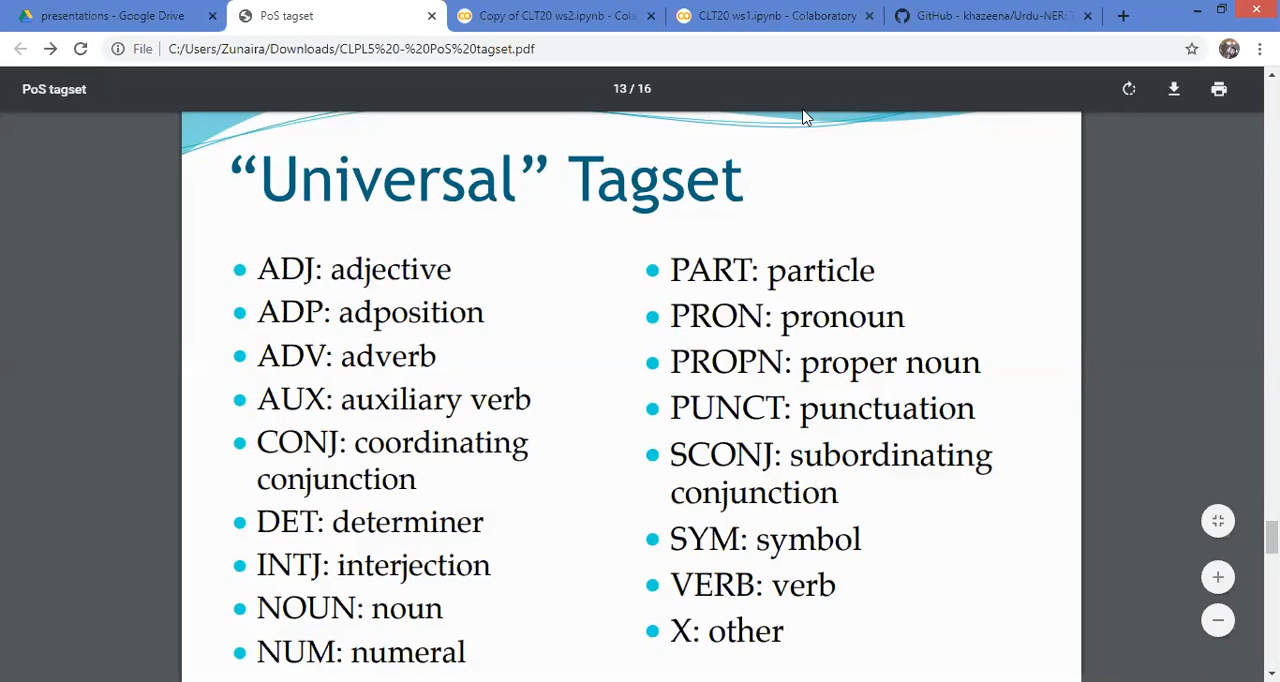 presentations - Google Drive
PoS tagset
Copy of CLT20 ws2.ipynb - Cola
CLT20 ws1.ipynb - Colaboratory
GitHub - khazeena/Urdu-NER: T
File
C:/Users/Zunaira/Downloads/CLPL5%20-%20PoS%20tagset.pdf
PoS tagset
13 / 16
“Universal” Tagset
ADJ: adjective
ADP: adposition
ADV: adverb
AUX: auxiliary verb
CONJ: coordinating
conjunction
DET: determiner
INTJ: interjection
NOUN: noun
NUM: numeral
PART: particle
PRON: pronoun
PROPN: proper noun
PUNCT: punctuation
SCONJ: subordinating
conjunction
SYM: symbol
VERB: verb
X: other